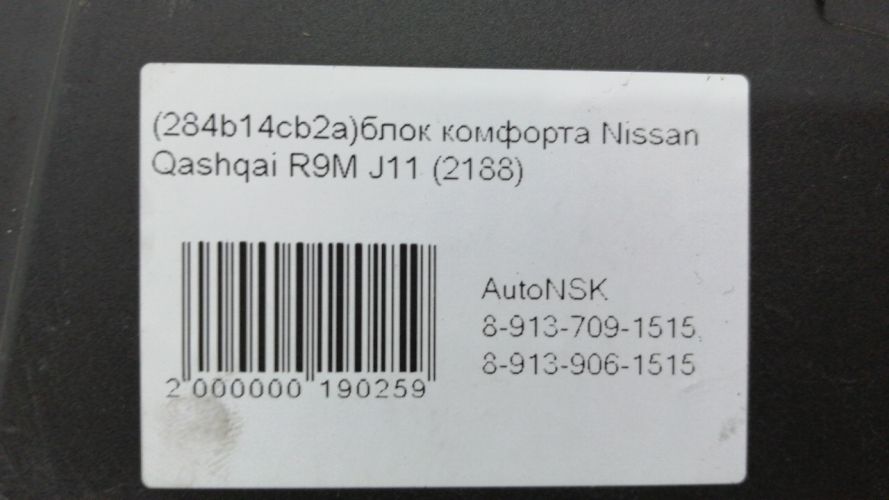 (284b14cb2a)блок комфорта Nissan
Qashqai R9M J11 (2188)
AutoNSK
8-913-709-1515,
8-913-906-1515
2 000000 190259